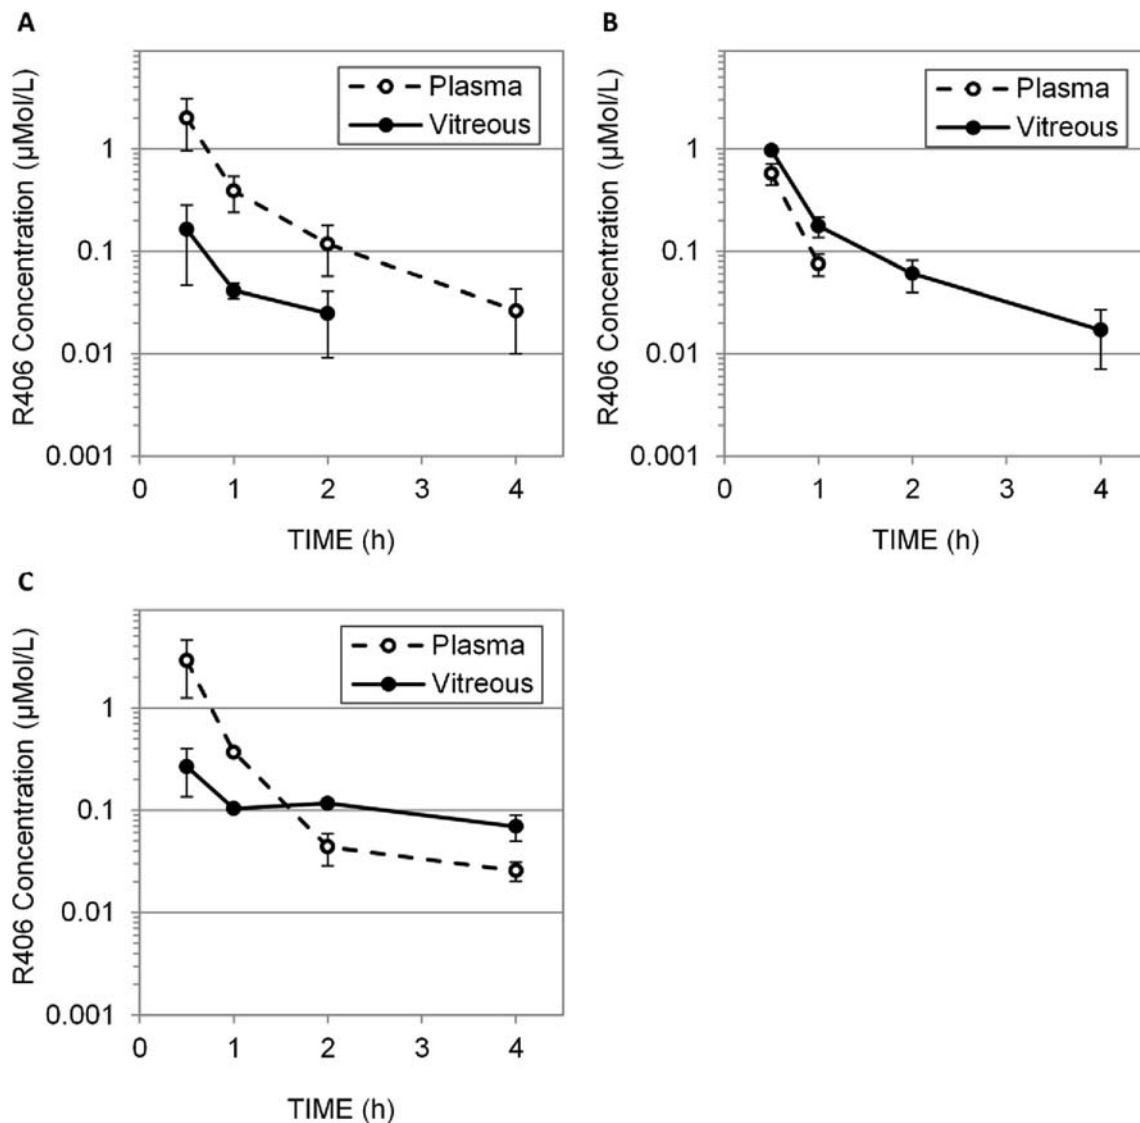 A
R406 Concentration (µMol/L)
1
0.1
0.01
0.001
Plasma
Vitreous
0 1 2 3 4
TIME (h)
B
R406 Concentration (µMol/L)
1
0.1
0.01
0.001
Plasma
Vitreous
0 1 2 3 4
TIME (h)
C
R406 Concentration (µMol/L)
1
0.1
0.01
0.001
Plasma
Vitreous
0 1 2 3 4
TIME (h)